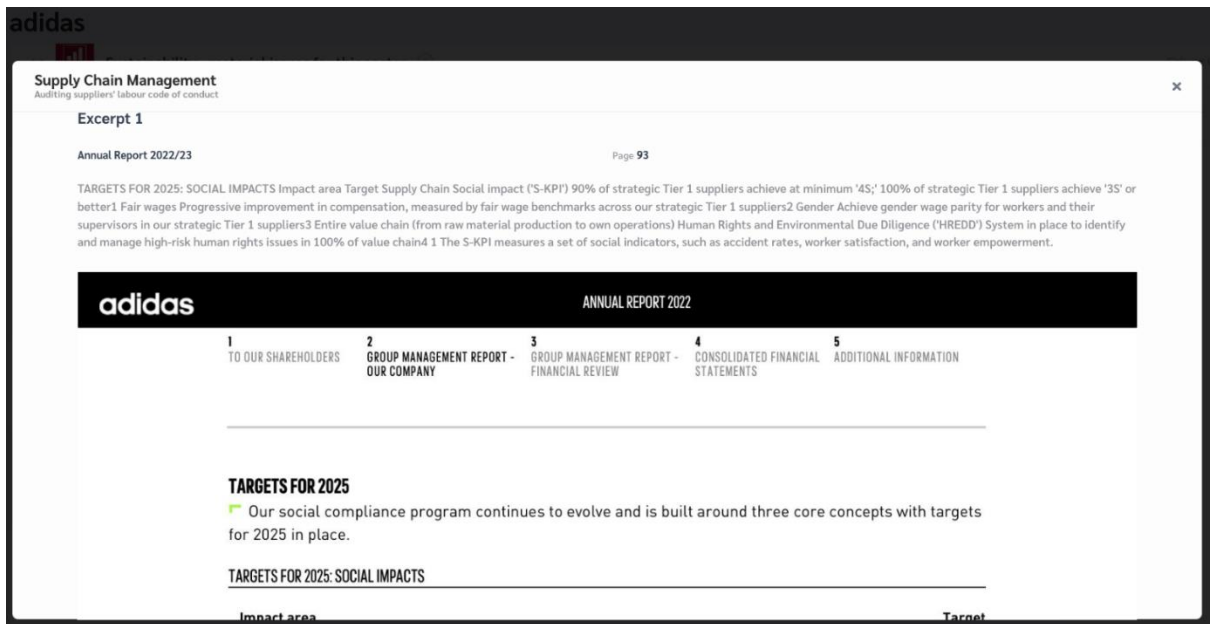 adidas
Supply Chain Management
Auditing suppliers' labour code of conduct
×
Excerpt 1
Annual Report 2022/23
Page 93
TARGETS FOR 2025: SOCIAL IMPACTS Impact area Target Supply Chain Social impact ('S-KPI') 90% of strategic Tier 1 suppliers achieve at minimum '4S;' 100% of strategic Tier 1 suppliers achieve '3S' or
better1 Fair wages Progressive improvement in compensation, measured by fair wage benchmarks across our strategic Tier 1 suppliers2 Gender Achieve gender wage parity for workers and their
supervisors in our strategic Tier 1 suppliers3 Entire value chain (from raw material production to own operations) Human Rights and Environmental Due Diligence ('HREDD') System in place to identify
and manage high-risk human rights issues in 100% of value chain4 1 The S-KPI measures a set of social indicators, such as accident rates, worker satisfaction, and worker empowerment.
adidas
ANNUAL REPORT 2022
1
TO OUR SHAREHOLDERS
2
GROUP MANAGEMENT REPORT -
OUR COMPANY
3
GROUP MANAGEMENT REPORT -
FINANCIAL REVIEW
4
CONSOLIDATED FINANCIAL
STATEMENTS
5
ADDITIONAL INFORMATION
TARGETS FOR 2025
Our social compliance program continues to evolve and is built around three core concepts with targets
for 2025 in place.
TARGETS FOR 2025: SOCIAL IMPACTS
Impact area Target